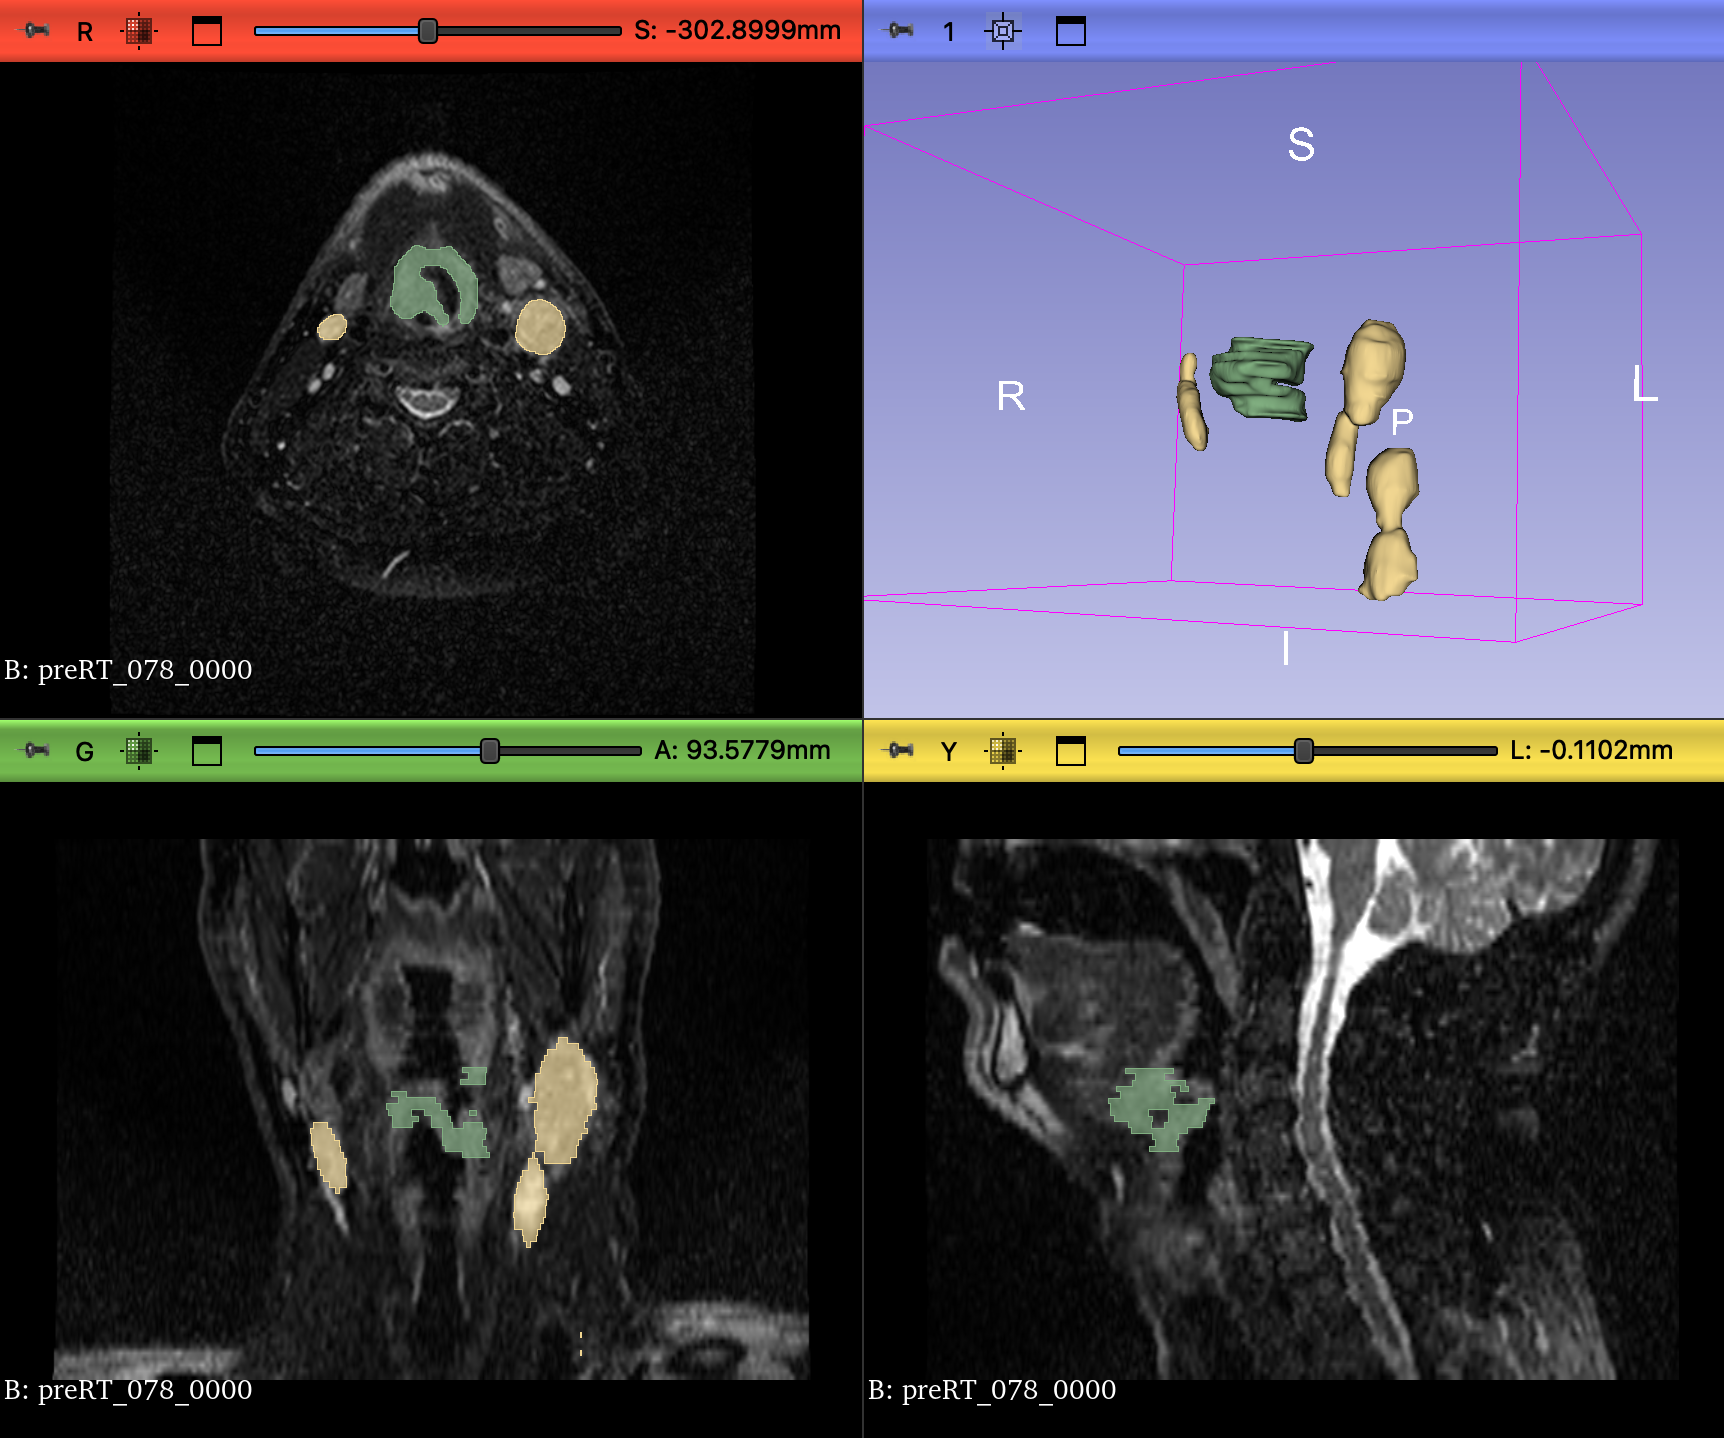 R S: -302.8999mm
B: preRT_078_0000
1
S
R
L
P
I
G A: 93.5779mm
B: preRT_078_0000
Y L: -0.1102mm
B: preRT_078_0000